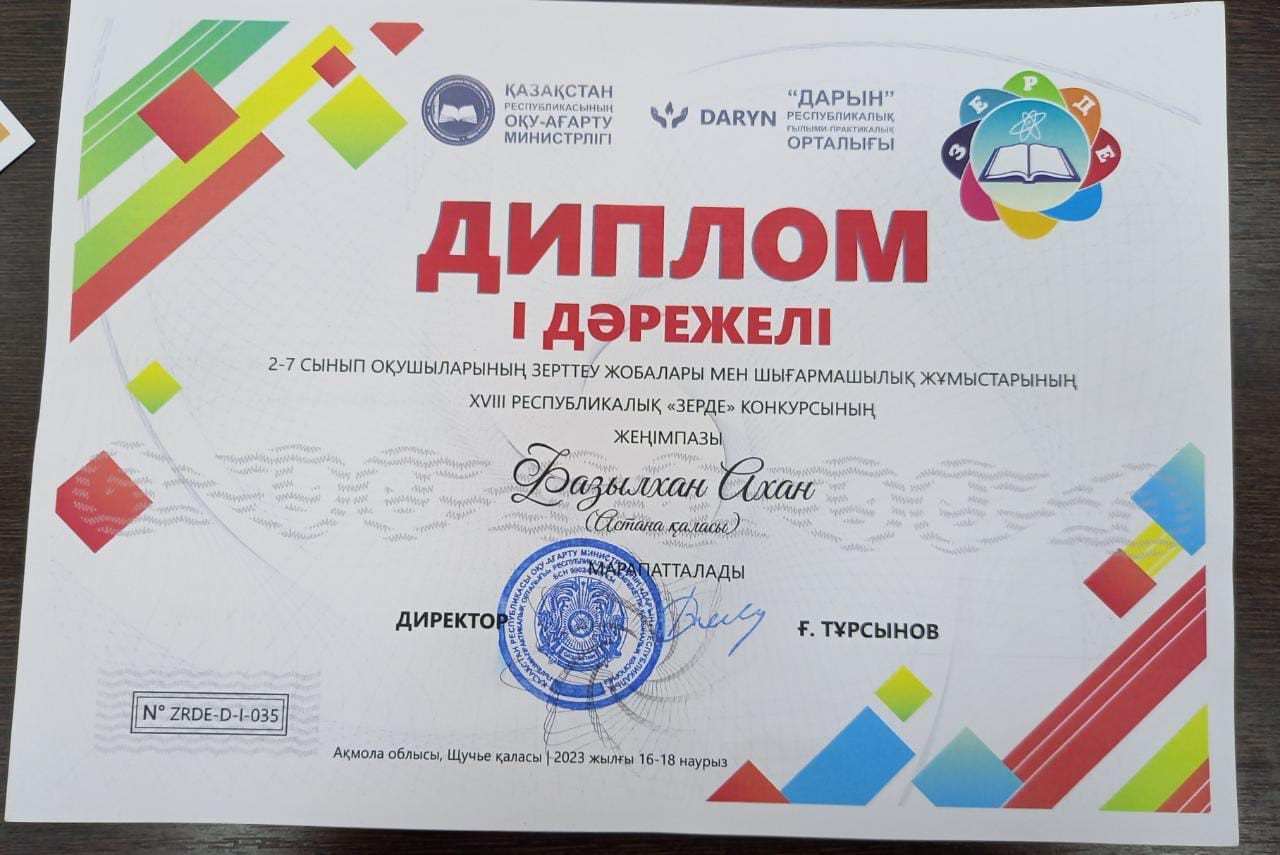 ҚАЗАҚСТАН
РЕСПУБЛИКАСЫНЫҢ
ОҚУ-АҒАРТУ
МИНИСТРЛІГІ
DARYN
“ДАРЫН”
РЕСПУБЛИКАЛЫҚ
ҒЫЛЫМИ-ПРАКТИКАЛЫҚ
ОРТАЛЫҒЫ
ЗЕРДЕ
ДИПЛОМ
І ДӘРЕЖЕЛІ
2-7 СЫНЫП ОҚУШЫЛАРЫНЫҢ ЗЕРТТЕУ ЖОБАЛАРЫ МЕН ШЫҒАРМАШЫЛЫҚ ЖҰМЫСТАРЫНЫҢ
XVIII РЕСПУБЛИКАЛЫҚ «ЗЕРДЕ» КОНКУРСЫНЫҢ
ЖЕҢІМПАЗЫ
Базылхан Ахан
(Астана қаласы)
МАРАПАТТАЛАДЫ
ДИРЕКТОР
Ғ. ТҰРСЫНОВ
N° ZRDE-D-I-035
Ақмола облысы, Щучье қаласы | 2023 жылғы 16-18 наурыз